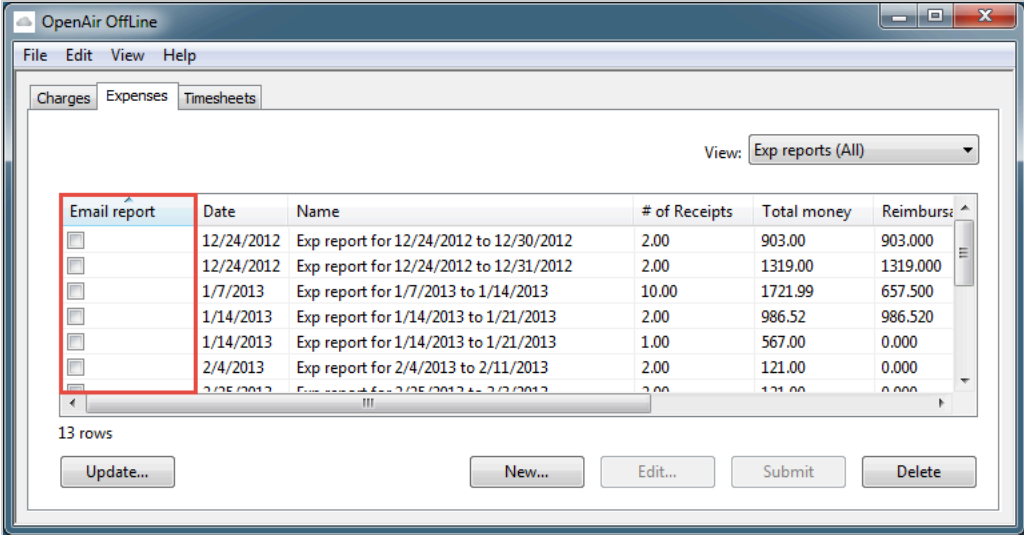 OpenAir OffLine
File Edit View Help
Charges Expenses Timesheets
View: Exp reports (All)
Email report Date Name # of Receipts Total money Reimbursa
12/24/2012 Exp report for 12/24/2012 to 12/30/2012 2.00 903.00 903.000
12/24/2012 Exp report for 12/24/2012 to 12/31/2012 2.00 1319.00 1319.000
1/7/2013 Exp report for 1/7/2013 to 1/14/2013 10.00 1721.99 657.500
1/14/2013 Exp report for 1/14/2013 to 1/21/2013 2.00 986.52 986.520
1/14/2013 Exp report for 1/14/2013 to 1/21/2013 1.00 567.00 0.000
2/4/2013 Exp report for 2/4/2013 to 2/11/2013 2.00 121.00 0.000
13 rows
Update... New... Edit... Submit Delete